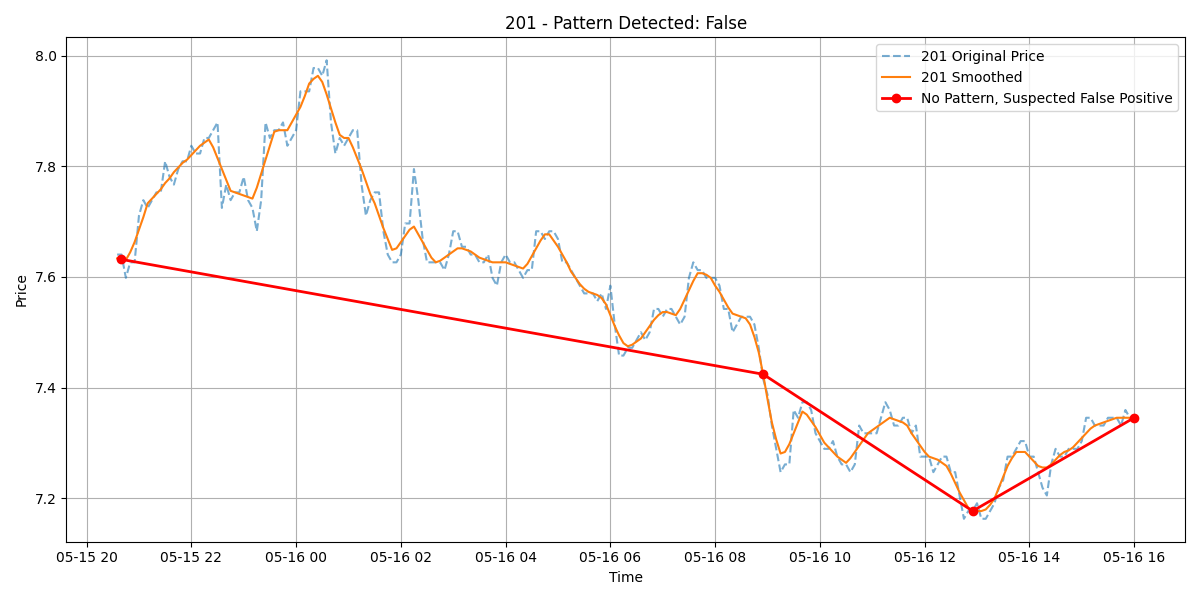 201 - Pattern Detected: False
201 Original Price
201 Smoothed
No Pattern, Suspected False Positive
8.0
7.8
7.6
7.4
7.2
Price
05-15 20 05-15 22 05-16 00 05-16 02 05-16 04 05-16 06 05-16 08 05-16 10 05-16 12 05-16 14 05-16 16
Time